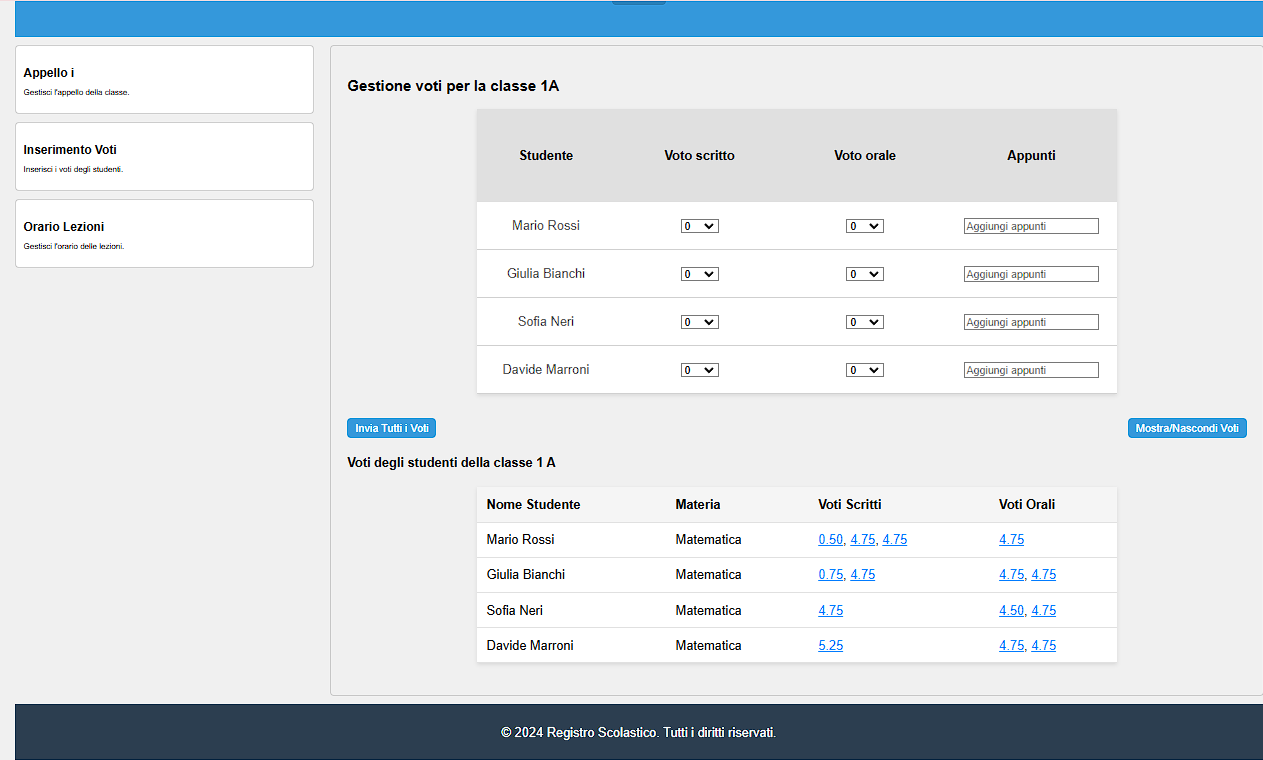 Appello i
Gestisci l'appello della classe.
Inserimento Voti
Inserisci i voti degli studenti.
Orario Lezioni
Gestisci l'orario delle lezioni.
Gestione voti per la classe 1A
Studente Voto scritto Voto orale Appunti
Mario Rossi 0 0 Aggiungi appunti
Giulia Bianchi 0 0 Aggiungi appunti
Sofia Neri 0 0 Aggiungi appunti
Davide Marroni 0 0 Aggiungi appunti
Invia Tutti i Voti Mostra/Nascondi Voti
Voti degli studenti della classe 1 A
Nome Studente Materia Voti Scritti Voti Orali
Mario Rossi Matematica 0.50, 4.75, 4.75 4.75
Giulia Bianchi Matematica 0.75, 4.75 4.75, 4.75
Sofia Neri Matematica 4.75 4.50, 4.75
Davide Marroni Matematica 5.25 4.75, 4.75
© 2024 Registro Scolastico. Tutti i diritti riservati.